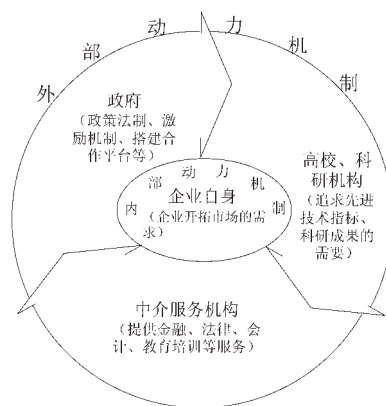 外部动力机制
政府
(政策法制、激
励机制、搭建合
作平台等)
高校、科
研机构
(追求先进
技术指标、
科研成果的
需要)
内部动力机制
企业自身
(企业开拓市场的需
求)
中介服务机构
(提供金融、法律、会
计、教育培训等服务)